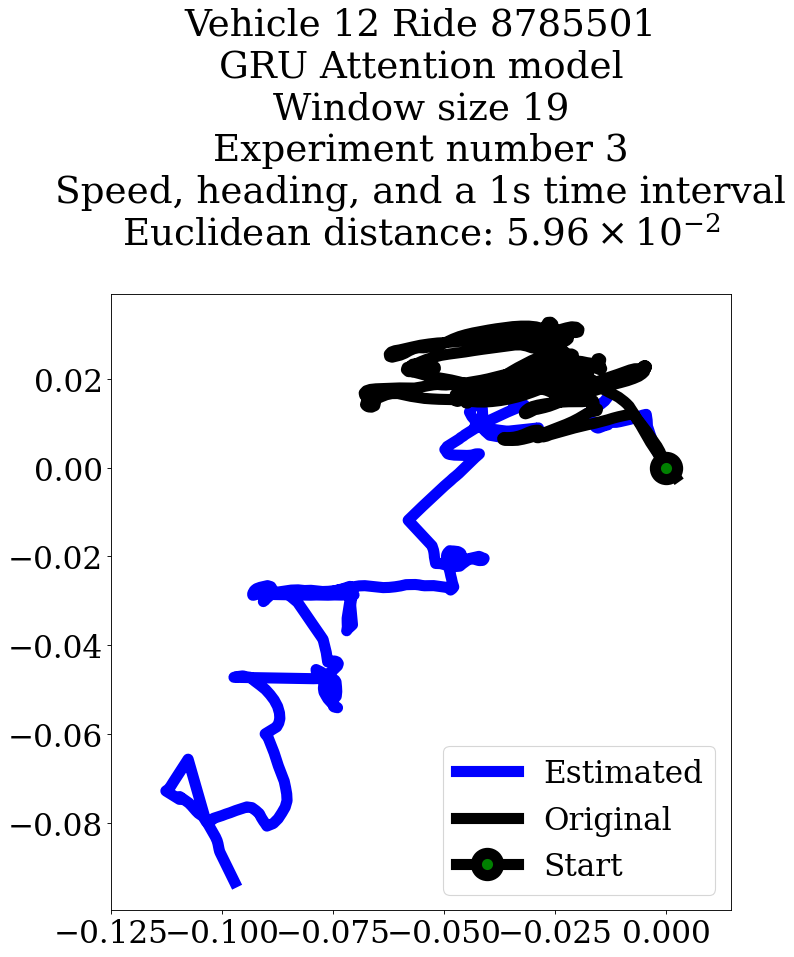 Vehicle 12 Ride 8785501
GRU Attention model
Window size 19
Experiment number 3
Speed, heading, and a 1s time interval
Euclidean distance: 5.96 × 10⁻²
0.02
0.00
−0.02
−0.04
−0.06
−0.08
Estimated
Original
Start
−0.125 −0.100 −0.075 −0.050 −0.025 0.000